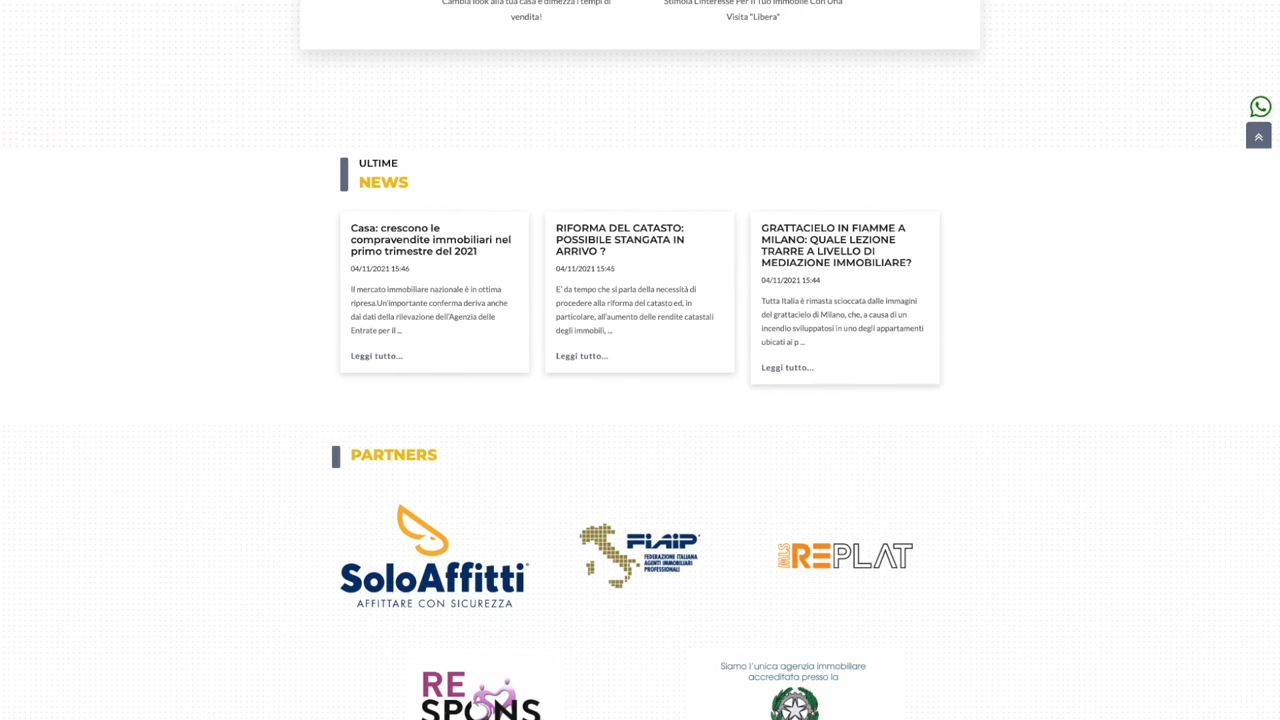 Cambia look alla tua casa e dimezza i tempi di
vendita!
Stimola L'interesse Per Il Tuo Immobile Con Una
Visita "Libera"
ULTIME
NEWS
Casa: crescono le
compravendite immobiliari nel
primo trimestre del 2021
04/11/2021 15:46
Il mercato immobiliare nazionale è in ottima
ripresa.Un'importante conferma deriva anche
dai dati della rilevazione dell'Agenzia delle
Entrate per il ...
Leggi tutto...
RIFORMA DEL CATASTO:
POSSIBILE STANGATA IN
ARRIVO ?
04/11/2021 15:45
E' da tempo che si parla della necessità di
procedere alla riforma del catasto ed, in
particolare, all'aumento delle rendite catastali
degli immobili, ...
Leggi tutto...
GRATTACIELO IN FIAMME A
MILANO: QUALE LEZIONE
TRARRE A LIVELLO DI
MEDIAZIONE IMMOBILIARE?
04/11/2021 15:44
Tutta Italia è rimasta scioccata dalle immagini
del grattacielo di Milano, che, a causa di un
incendio sviluppatosi in uno degli appartamenti
ubicati ai p ...
Leggi tutto...
PARTNERS
SoloAffitti
AFFITTARE CON SICUREZZA
FIAIP
FEDERAZIONE ITALIANA
AGENTI IMMOBILIARI
PROFESSIONALI
MLS REPLAT
RE
SPONS
Siamo l'unica agenzia immobiliare
accreditata presso la